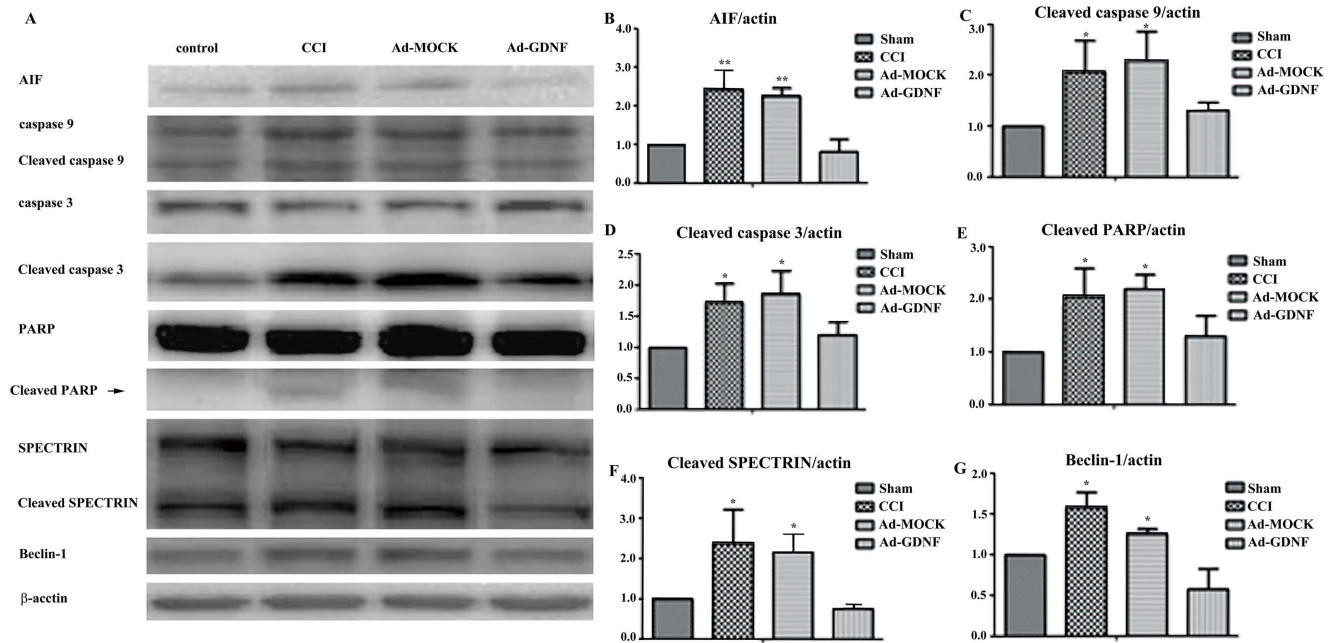 A
control CCI Ad-MOCK Ad-GDNF
AIF
caspase 9
Cleaved caspase 9
caspase 3
Cleaved caspase 3
PARP
Cleaved PARP
SPECTRIN
Cleaved SPECTRIN
Beclin-1
β-acctin
B
AIF/actin
4.0
3.0
2.0
1.0
0.0
**
**
Sham
CCI
Ad-MOCK
Ad-GDNF
C
Cleaved caspase 9/actin
3.0
2.0
1.0
0.0
*
*
Sham
CCI
Ad-MOCK
Ad-GDNF
D
Cleaved caspase 3/actin
2.5
2.0
1.5
1.0
0.5
0.0
*
*
Sham
CCI
Ad-MOCK
Ad-GDNF
E
Cleaved PARP/actin
3.0
2.0
1.0
0.0
*
*
Sham
CCI
Ad-MOCK
Ad-GDNF
F
Cleaved SPECTRIN/actin
4.0
3.0
2.0
1.0
0.0
*
*
Sham
CCI
Ad-MOCK
Ad-GDNF
G
Beclin-1/actin
2.0
1.5
1.0
0.5
0.0
*
*
Sham
CCI
Ad-MOCK
Ad-GDNF